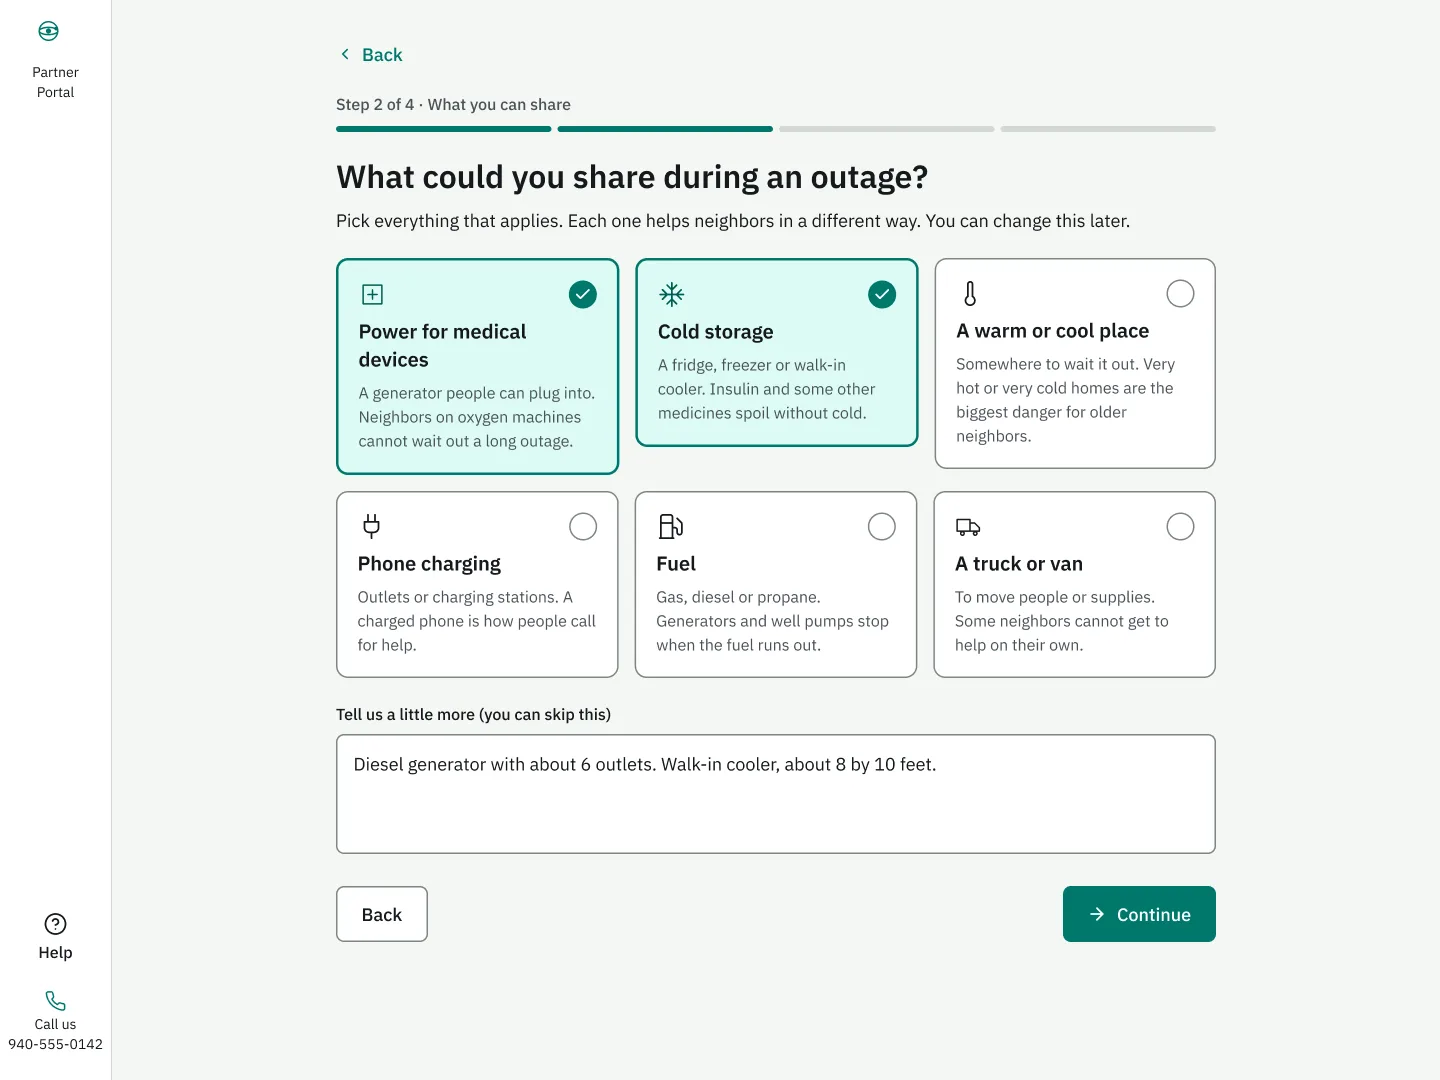 Partner
Portal
Back
Step 2 of 4 · What you can share
What could you share during an outage?
Pick everything that applies. Each one helps neighbors in a different way. You can change this later.
Power for medical
devices
A generator people can plug into.
Neighbors on oxygen machines
cannot wait out a long outage.
Cold storage
A fridge, freezer or walk-in
cooler. Insulin and some other
medicines spoil without cold.
A warm or cool place
Somewhere to wait it out. Very
hot or very cold homes are the
biggest danger for older
neighbors.
Phone charging
Outlets or charging stations. A
charged phone is how people call
for help.
Fuel
Gas, diesel or propane.
Generators and well pumps stop
when the fuel runs out.
A truck or van
To move people or supplies.
Some neighbors cannot get to
help on their own.
Tell us a little more (you can skip this)
Diesel generator with about 6 outlets. Walk-in cooler, about 8 by 10 feet.
Back
Continue
Help
Call us
940-555-0142